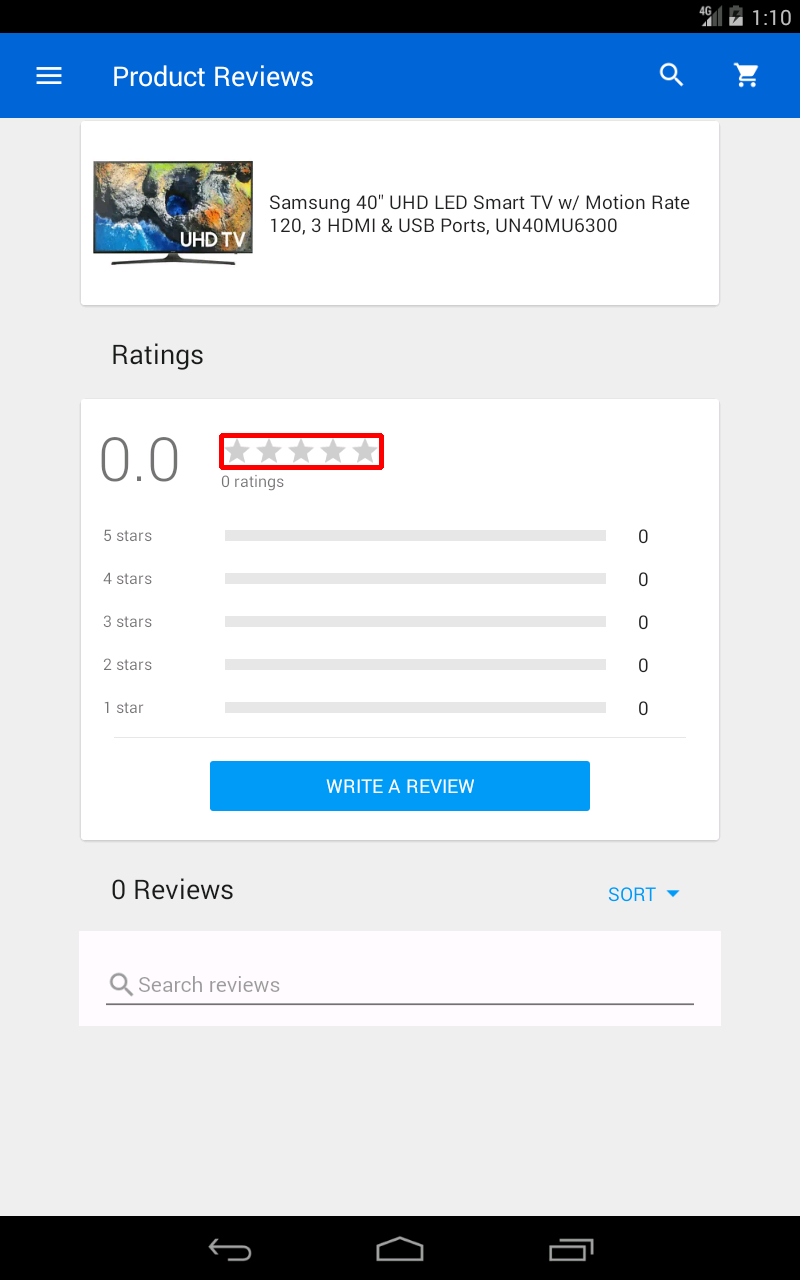 4G 1:10
Product Reviews
Samsung 40" UHD LED Smart TV w/ Motion Rate
120, 3 HDMI & USB Ports, UN40MU6300
UHD TV
Ratings
0.0
0 ratings
5 stars 0
4 stars 0
3 stars 0
2 stars 0
1 star 0
WRITE A REVIEW
0 Reviews
SORT
Search reviews